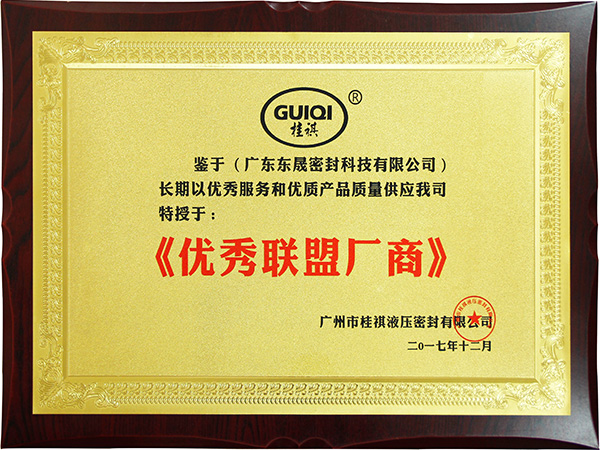 GUIQI®
桂祺
鉴于（广东东晟密封科技有限公司）
长期以优秀服务和优质产品质量供应我司
特授于：
《优秀联盟厂商》
广州市桂祺液压密封有限公司
二0一七年十二月